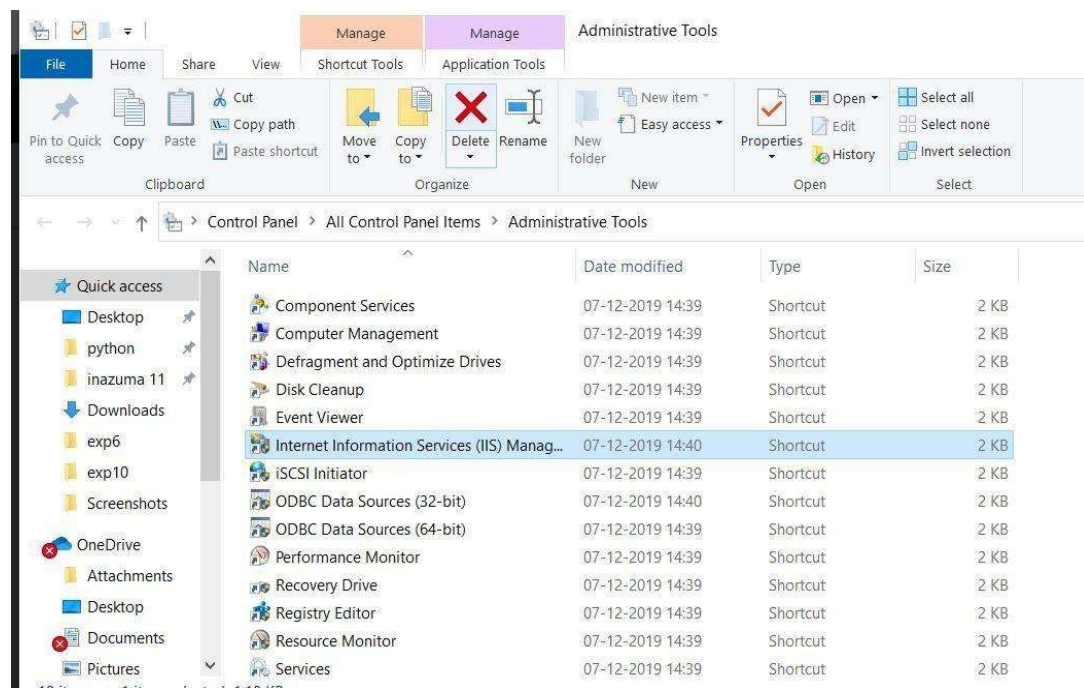 Manage Manage Administrative Tools
File Home Share View Shortcut Tools Application Tools
Pin to Quick access
Copy
Paste
Cut
Copy path
Paste shortcut
Move to
Copy to
Delete
Rename
New folder
New item
Easy access
Properties
Open
Edit
History
Select all
Select none
Invert selection
Clipboard Organize New Open Select
Control Panel > All Control Panel Items > Administrative Tools
Quick access
Desktop
python
inazuma 11
Downloads
exp6
exp10
Screenshots
OneDrive
Attachments
Desktop
Documents
Pictures
Name Date modified Type Size
Component Services 07-12-2019 14:39 Shortcut 2 KB
Computer Management 07-12-2019 14:39 Shortcut 2 KB
Defragment and Optimize Drives 07-12-2019 14:39 Shortcut 2 KB
Disk Cleanup 07-12-2019 14:39 Shortcut 2 KB
Event Viewer 07-12-2019 14:39 Shortcut 2 KB
Internet Information Services (IIS) Manag... 07-12-2019 14:40 Shortcut 2 KB
iSCSI Initiator 07-12-2019 14:39 Shortcut 2 KB
ODBC Data Sources (32-bit) 07-12-2019 14:40 Shortcut 2 KB
ODBC Data Sources (64-bit) 07-12-2019 14:39 Shortcut 2 KB
Performance Monitor 07-12-2019 14:39 Shortcut 2 KB
Recovery Drive 07-12-2019 14:39 Shortcut 2 KB
Registry Editor 07-12-2019 14:39 Shortcut 2 KB
Resource Monitor 07-12-2019 14:39 Shortcut 2 KB
Services 07-12-2019 14:39 Shortcut 2 KB